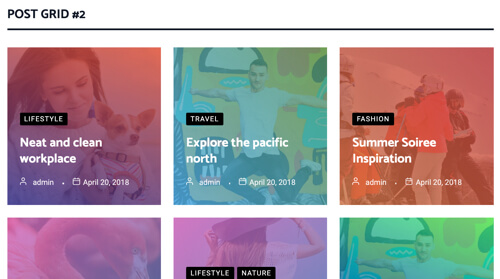 POST GRID #2
LIFESTYLE
Neat and clean
workplace
admin
April 20, 2018
TRAVEL
Explore the pacific
north
admin
April 20, 2018
FASHION
Summer Soiree
Inspiration
admin
April 20, 2018
LIFESTYLE
NATURE